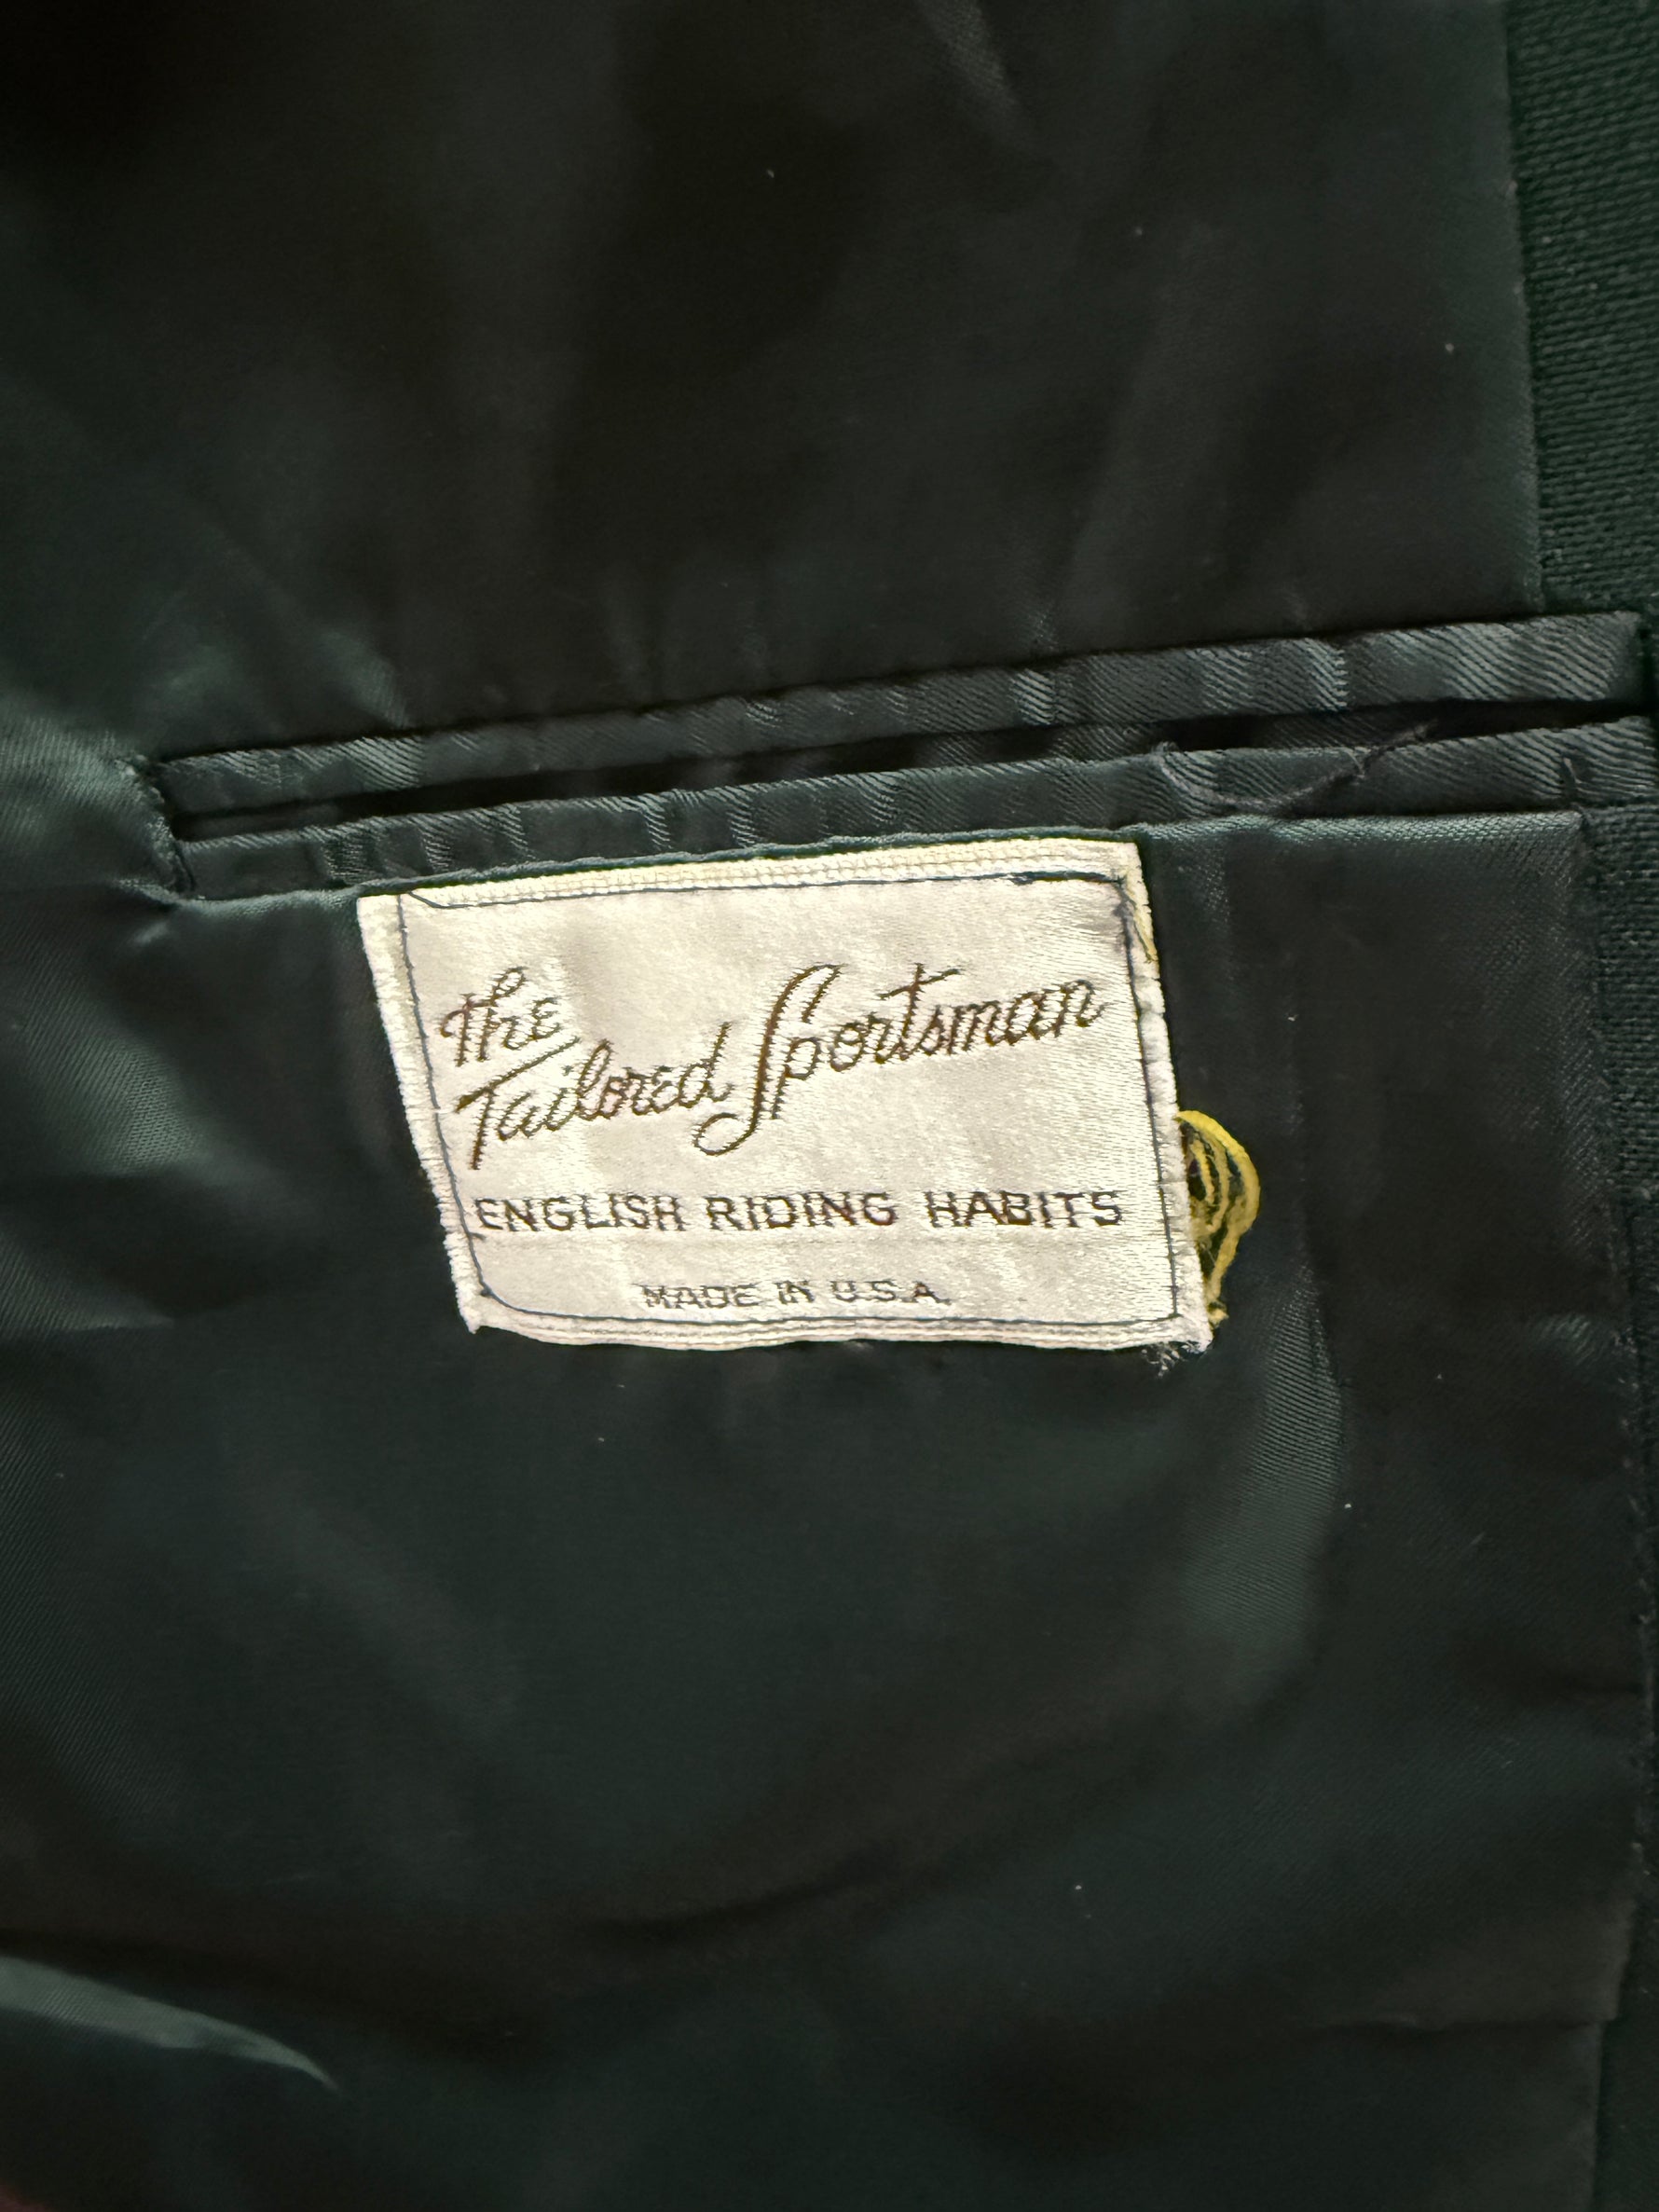 The
Tailored Sportsman
ENGLISH RIDING HABITS
MADE IN U.S.A.